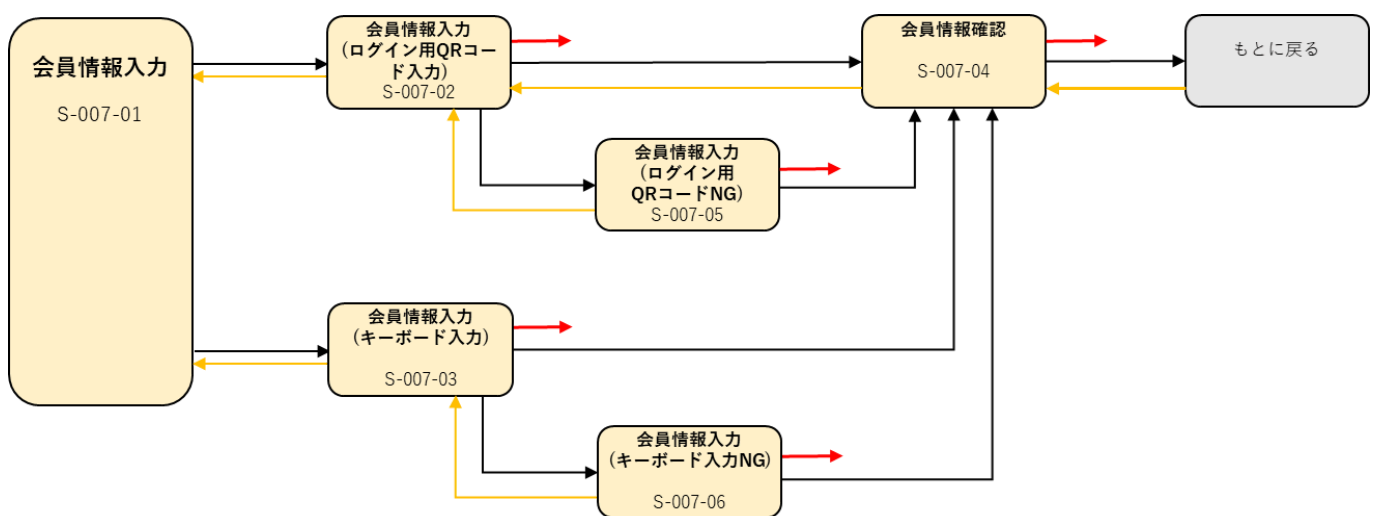 会員情報入力
S-007-01
会員情報入力
(ログイン用QRコー
ド入力)
S-007-02
会員情報確認
S-007-04
もとに戻る
会員情報入力
(ログイン用
QRコードNG)
S-007-05
会員情報入力
(キーボード入力)
S-007-03
会員情報入力
(キーボード入力NG)
S-007-06